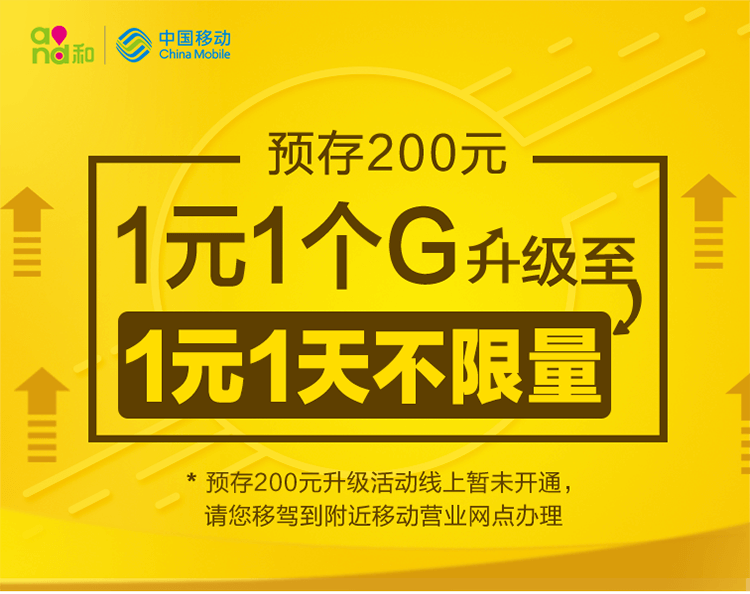 and和
中国移动
China Mobile
预存200元
1元1个G升级至
1元1天不限量
* 预存200元升级活动线上暂未开通，
请您移驾到附近移动营业网点办理